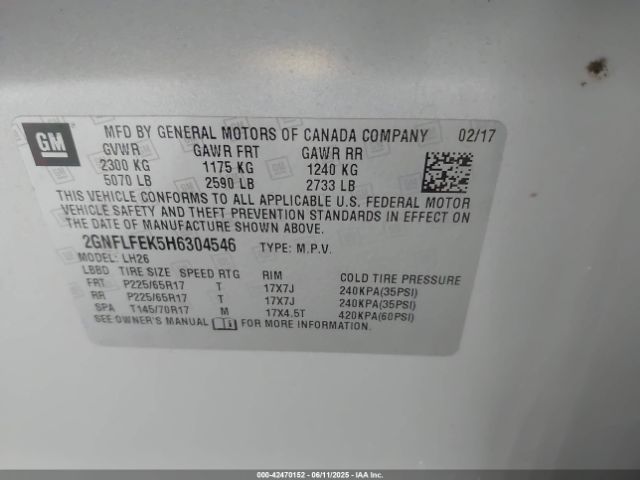 GM
MFD BY GENERAL MOTORS OF CANADA COMPANY 02/17
GVWR GAWR FRT GAWR RR
2300 KG 1175 KG 1240 KG
5070 LB 2590 LB 2733 LB
THIS VEHICLE CONFORMS TO ALL APPLICABLE U.S. FEDERAL MOTOR
VEHICLE SAFETY AND THEFT PREVENTION STANDARDS IN EFFECT ON
THE DATE OF MANUFACTURE SHOWN ABOVE.
2GNFLFEK5H6304546 TYPE: M.P.V.
MODEL: LH26
LBBD TIRE SIZE SPEED RTG RIM COLD TIRE PRESSURE
FRT P225/65R17 T 17X7J 240KPA(35PSI)
RR P225/65R17 T 17X7J 240KPA(35PSI)
SPA T145/70R17 M 17X4.5T 420KPA(60PSI)
SEE OWNER'S MANUAL FOR MORE INFORMATION.
000-42470152 - 06/11/2025 - IAA Inc.